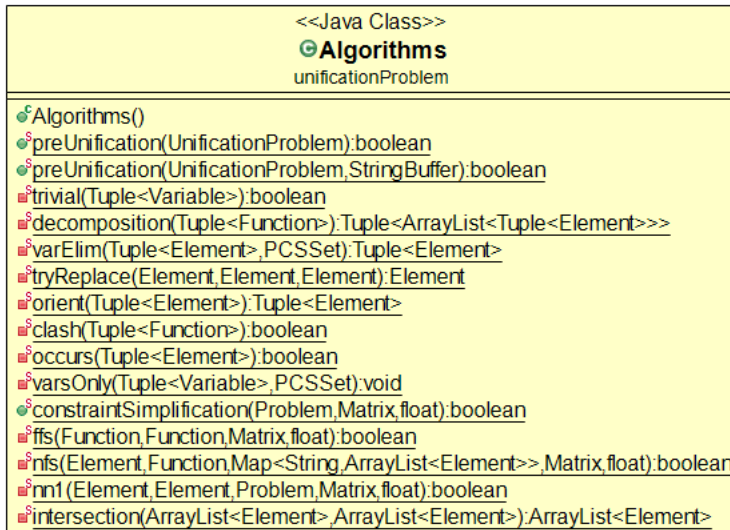 <<Java Class>>
Algorithms
unificationProblem
Algorithms()
preUnification(UnificationProblem):boolean
preUnification(UnificationProblem,StringBuffer):boolean
trivial(Tuple<Variable>):boolean
decomposition(Tuple<Function>):Tuple<ArrayList<Tuple<Element>>>
varElim(Tuple<Element>,PCSSet):Tuple<Element>
tryReplace(Element,Element,Element):Element
orient(Tuple<Element>):Tuple<Element>
clash(Tuple<Function>):boolean
occurs(Tuple<Element>):boolean
varsOnly(Tuple<Variable>,PCSSet):void
constraintSimplification(Problem,Matrix,float):boolean
ffs(Function,Function,Matrix,float):boolean
nfs(Element,Function,Map<String,ArrayList<Element>>,Matrix,float):boolean
nn1(Element,Element,Problem,Matrix,float):boolean
intersection(ArrayList<Element>,ArrayList<Element>):ArrayList<Element>